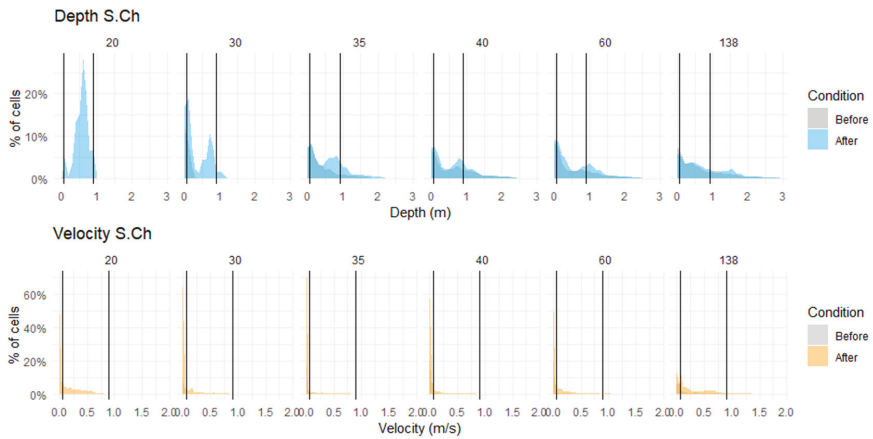 Depth S.Ch
20 30 35 40 60 138
% of cells
20%
10%
0%
0 1 2 3 0 1 2 3 0 1 2 3 0 1 2 3 0 1 2 3 0 1 2 3
Depth (m)
Condition
Before
After
Velocity S.Ch
20 30 35 40 60 138
% of cells
60%
40%
20%
0%
0.0 0.5 1.0 1.5 2.0 0.0 0.5 1.0 1.5 2.0 0.0 0.5 1.0 1.5 2.0 0.0 0.5 1.0 1.5 2.0 0.0 0.5 1.0 1.5 2.0 0.0 0.5 1.0 1.5 2.0
Velocity (m/s)
Condition
Before
After